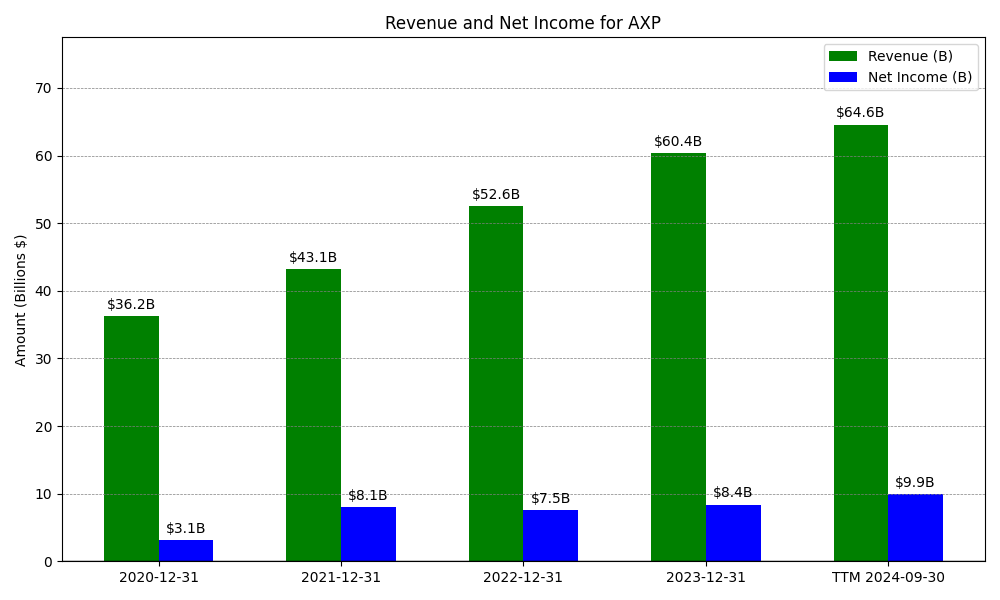 Revenue and Net Income for AXP
Revenue (B)
Net Income (B)
Amount (Billions $)
70
60
50
40
30
20
10
0
$36.2B
$3.1B
$43.1B
$8.1B
$52.6B
$7.5B
$60.4B
$8.4B
$64.6B
$9.9B
2020-12-31
2021-12-31
2022-12-31
2023-12-31
TTM 2024-09-30